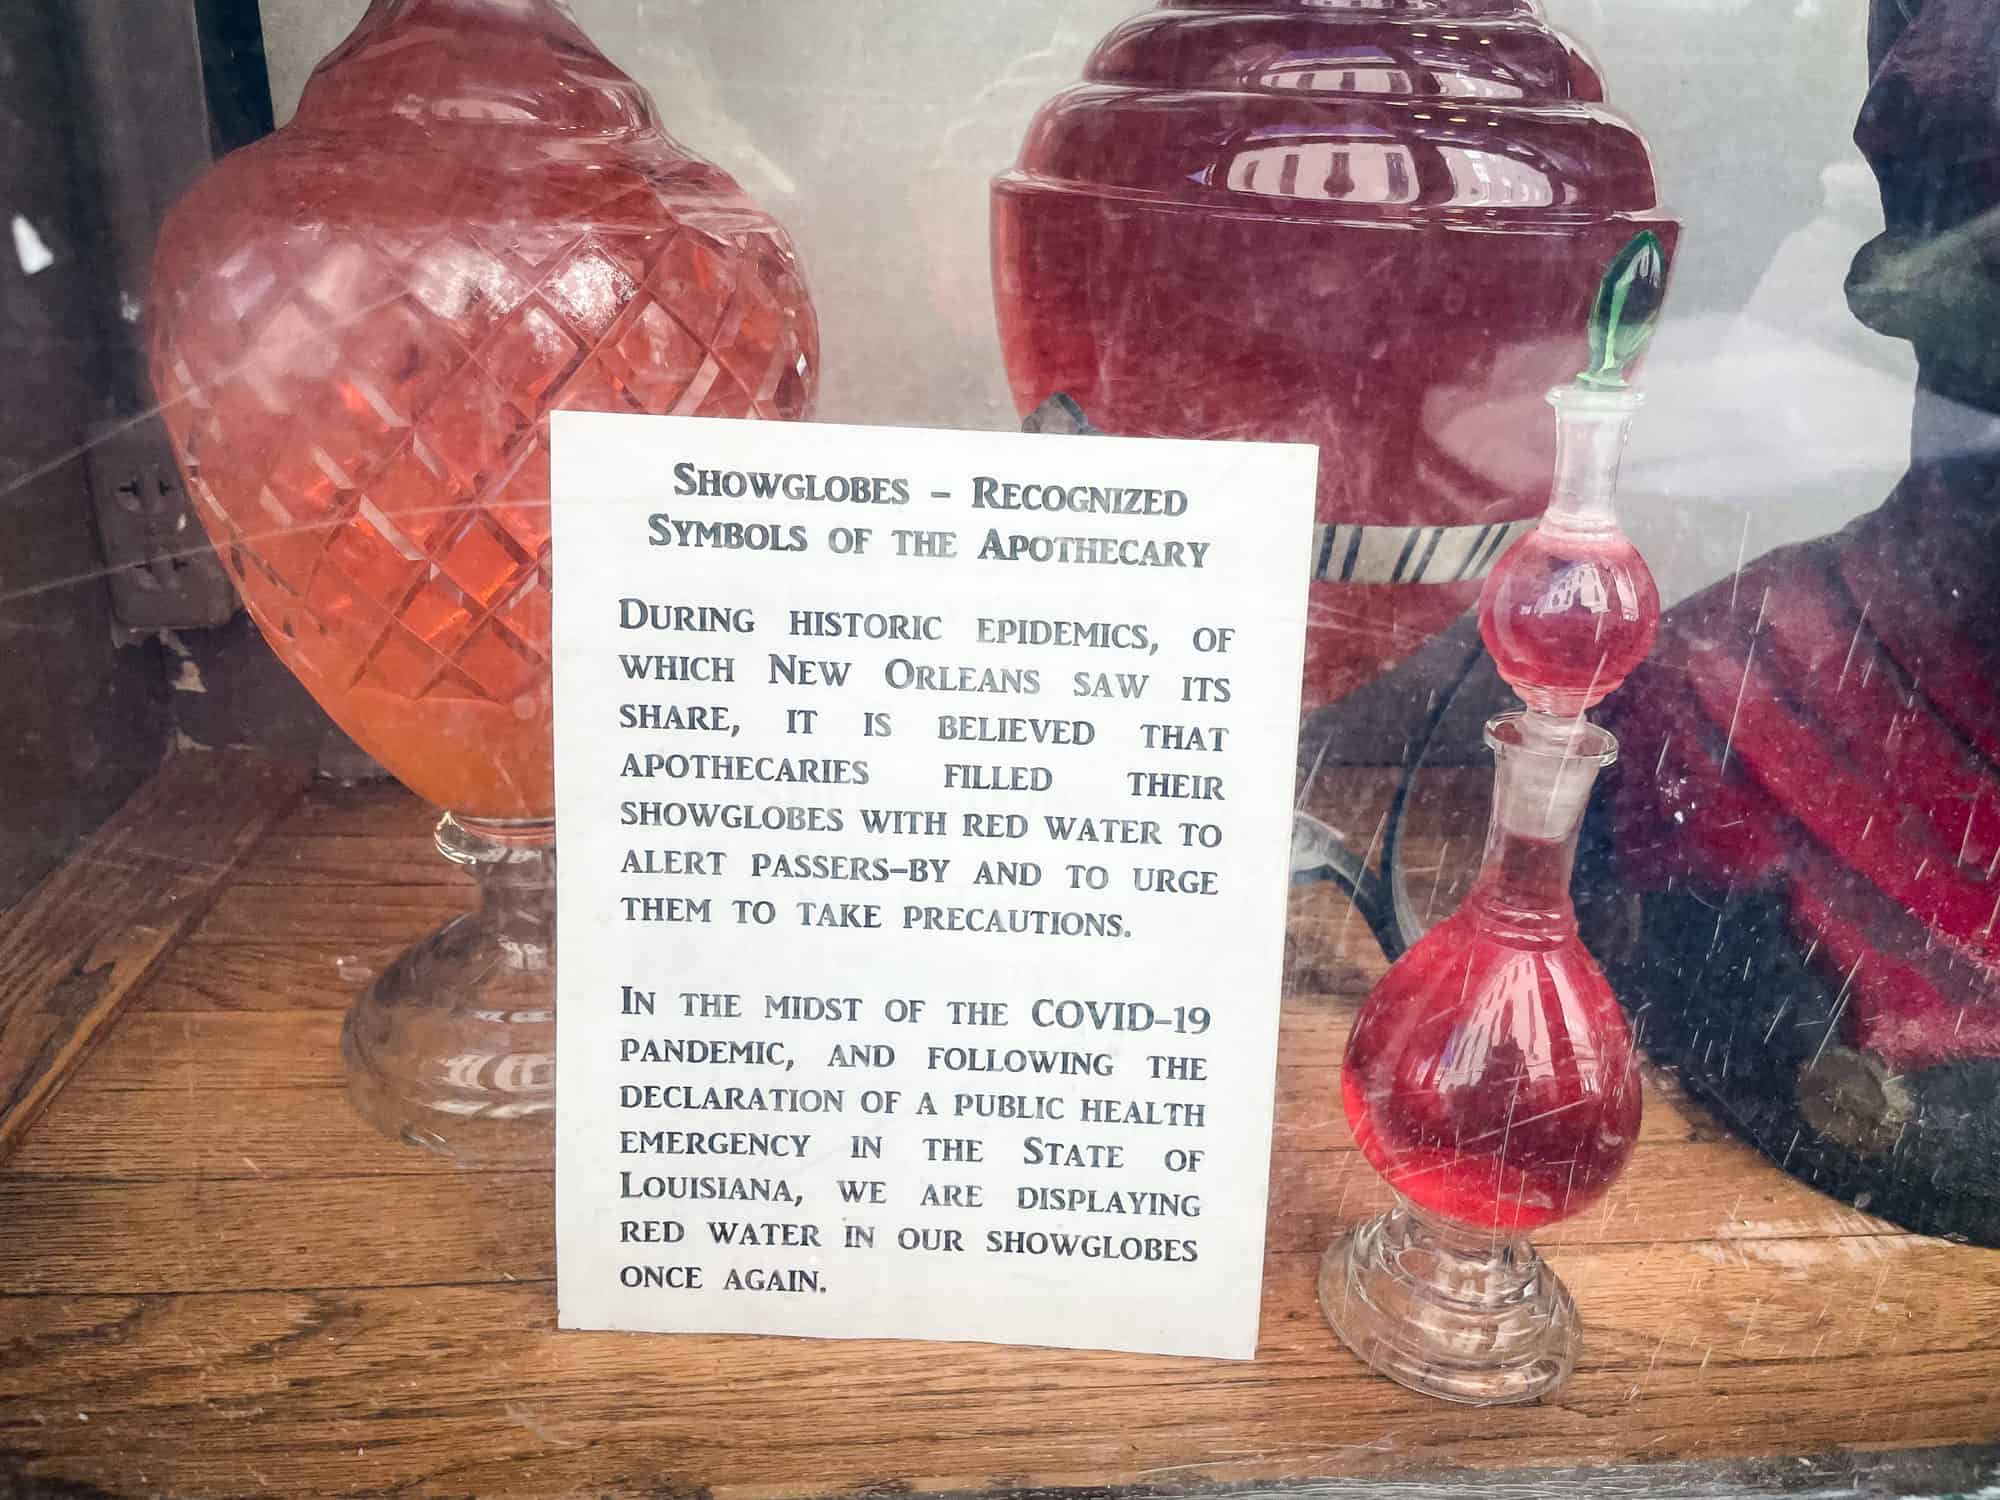 Showglobes – Recognized
Symbols of the Apothecary
During historic epidemics, of
which New Orleans saw its
share, it is believed that
apothecaries filled their
showglobes with red water to
alert passers–by and to urge
them to take precautions.
In the midst of the COVID–19
pandemic, and following the
declaration of a public health
emergency in the State of
Louisiana, we are displaying
red water in our showglobes
once again.